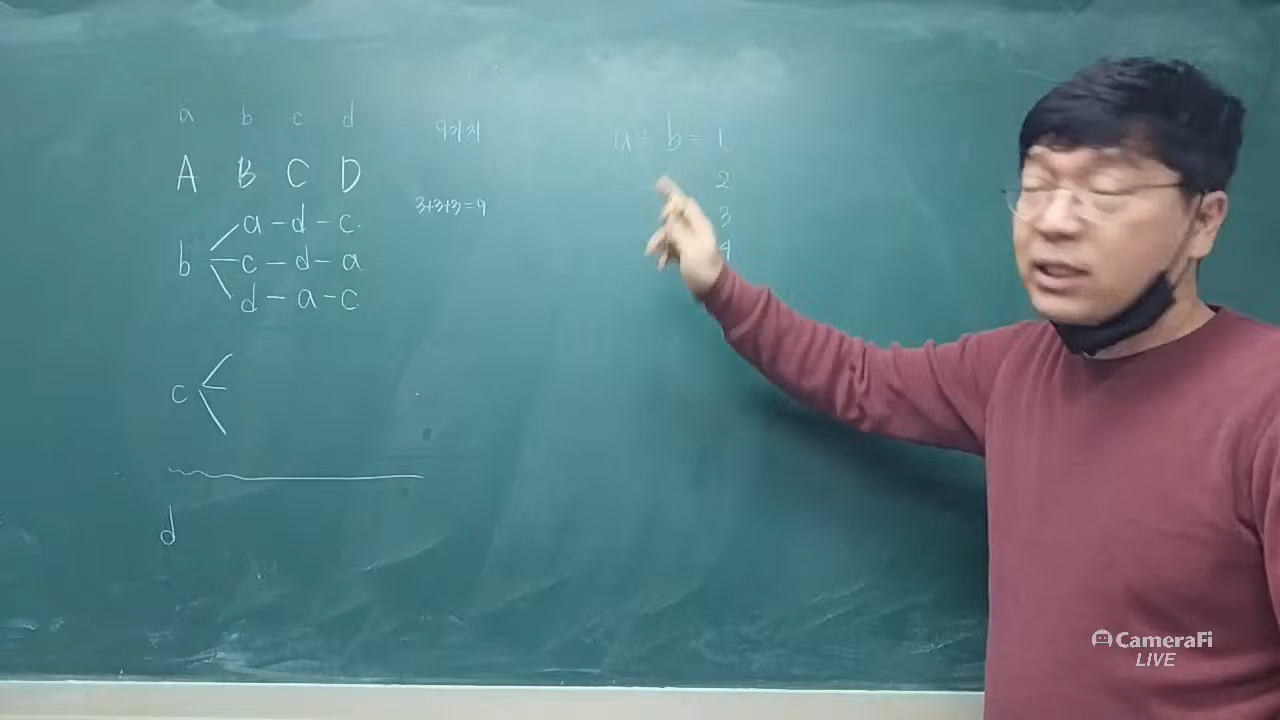 a b c d
A B C D
a-d-c
b c-d-a
d-a-c
c
d
9가지
3+3+3=9
a÷b=1
2
3
4
CameraFi
LIVE